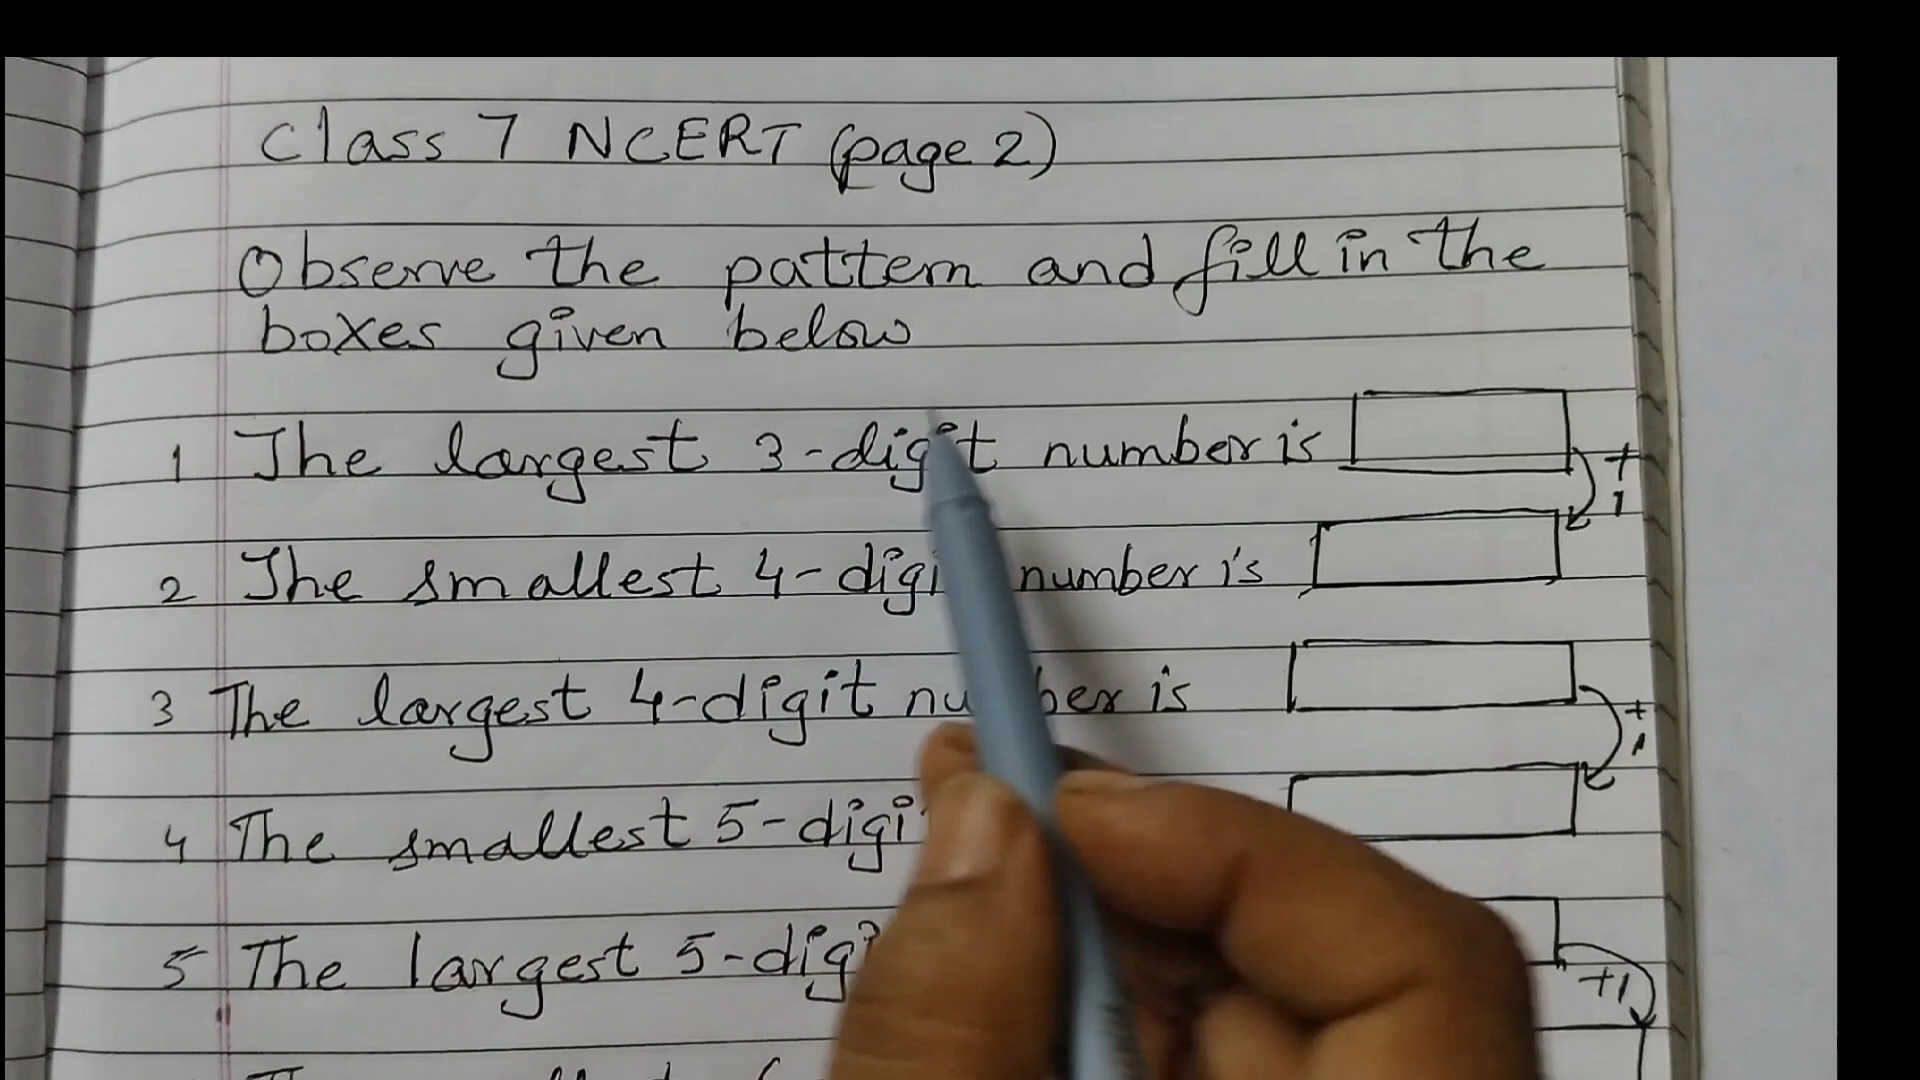 Class 7 NCERT (page 2)
Observe the pattern and fill in the
boxes given below
1 The largest 3-digit number is
+
1
2 The smallest 4-digi number is
3 The largest 4-digit nu ber is
+
1
4 The smallest 5-digi
5 The largest 5-dig
+1